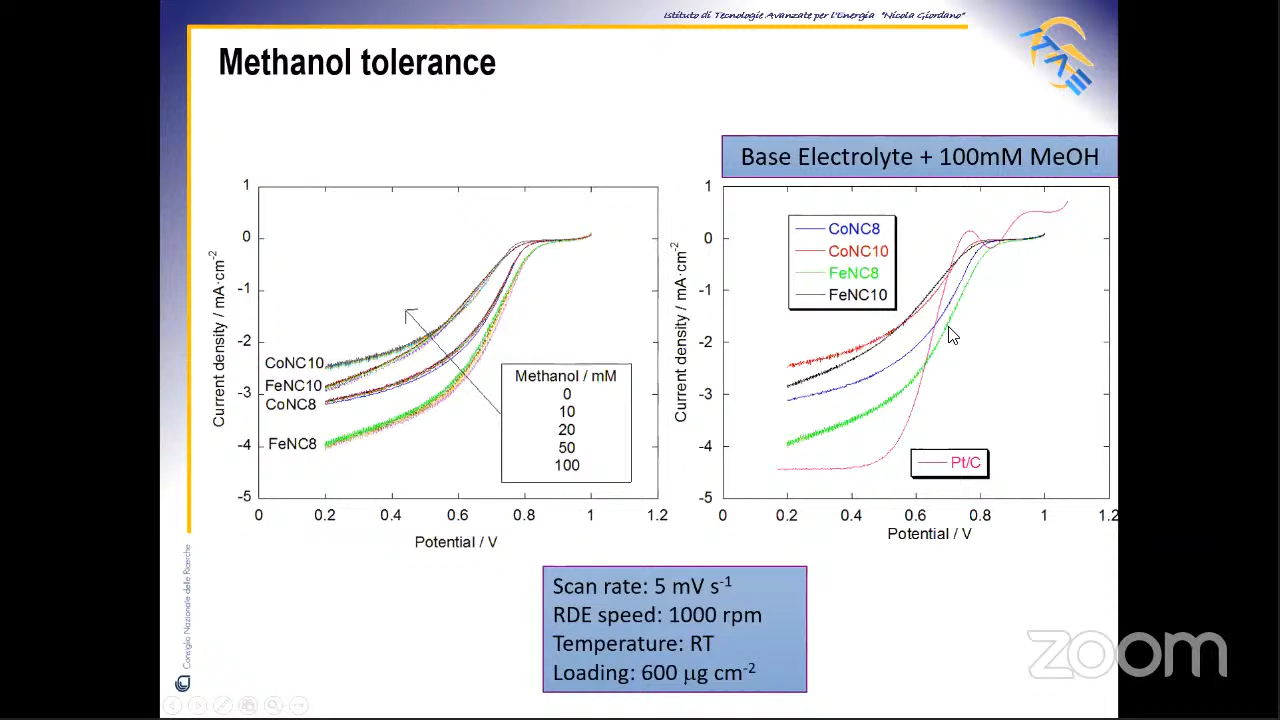 Istituto di Tecnologie Avanzate per l'Energia "Nicola Giordano"
ITAE
Methanol tolerance
Base Electrolyte + 100mM MeOH
1
0
-1
-2
-3
-4
-5
Current density / mA·cm⁻²
CoNC10
FeNC10
CoNC8
FeNC8
Methanol / mM
0
10
20
50
100
0 0.2 0.4 0.6 0.8 1 1.2
Potential / V
1
0
-1
-2
-3
-4
-5
Current density / mA·cm⁻²
CoNC8
CoNC10
FeNC8
FeNC10
Pt/C
0 0.2 0.4 0.6 0.8 1 1.2
Potential / V
Scan rate: 5 mV s⁻¹
RDE speed: 1000 rpm
Temperature: RT
Loading: 600 µg cm⁻²
Consiglio Nazionale delle Ricerche
zoom